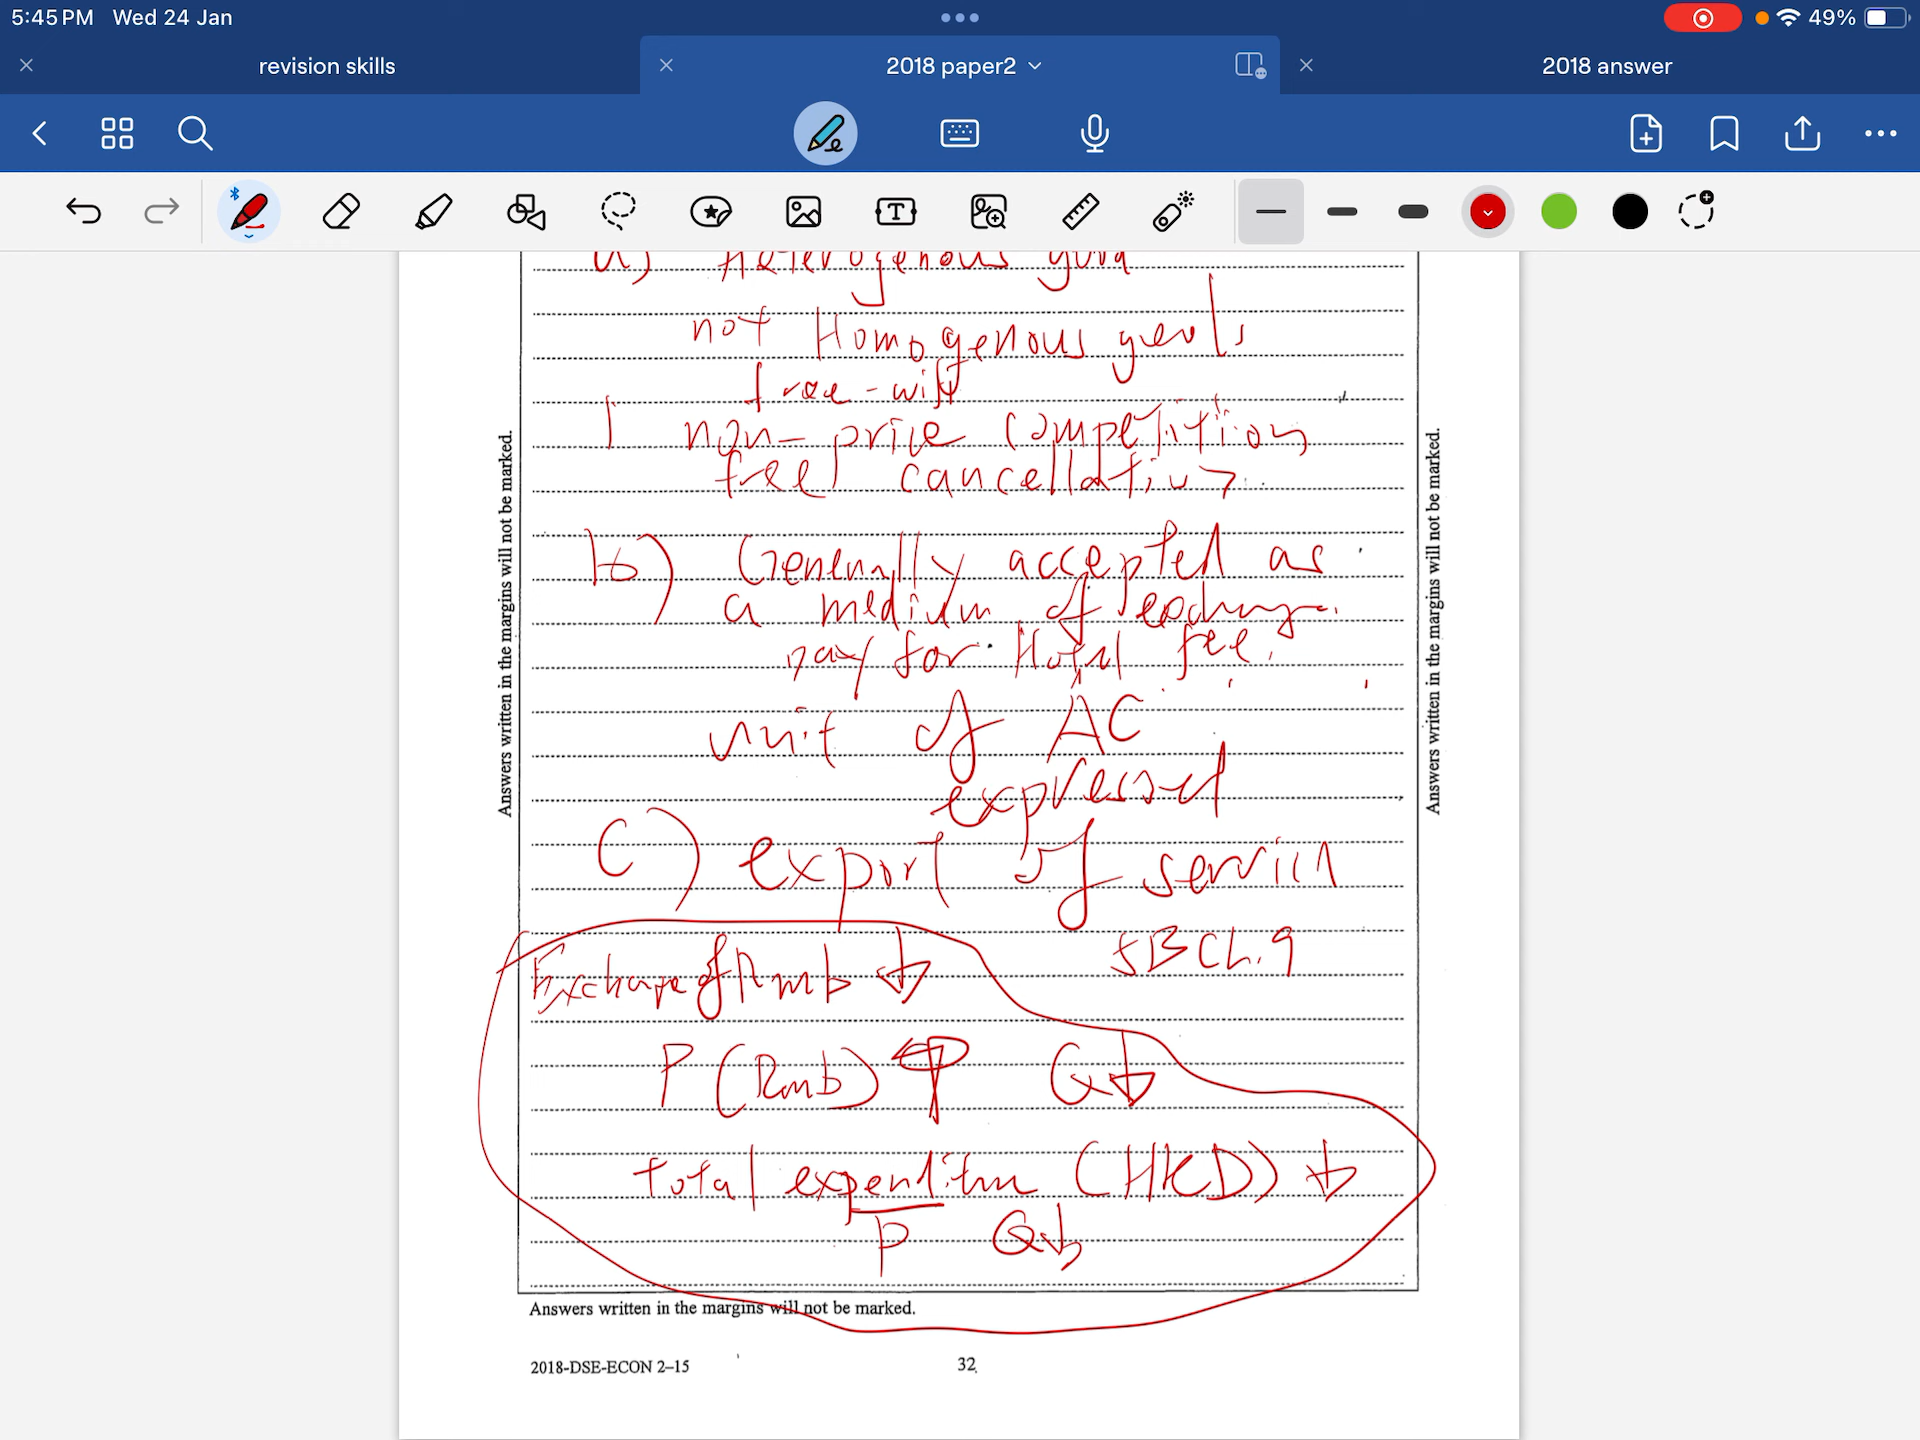 5:45 PM Wed 24 Jan
49%
revision skills
2018 paper2
2018 answer
a) Heterogenous good
not Homogenous goods
free-wifi
non-price competition
free cancellation
b) Generally accepted as
a medium of exchange
pay for Hotel fee.
unit of AC
expressed
C) export of service
Exchange of Rmb ↓
5B Ch.9
P (Rmb) ↑ Q↓
total expenditure (HKD) ↓
P Q↓
Answers written in the margins will not be marked.
Answers written in the margins will not be marked.
Answers written in the margins will not be marked.
2018-DSE-ECON 2–15
32